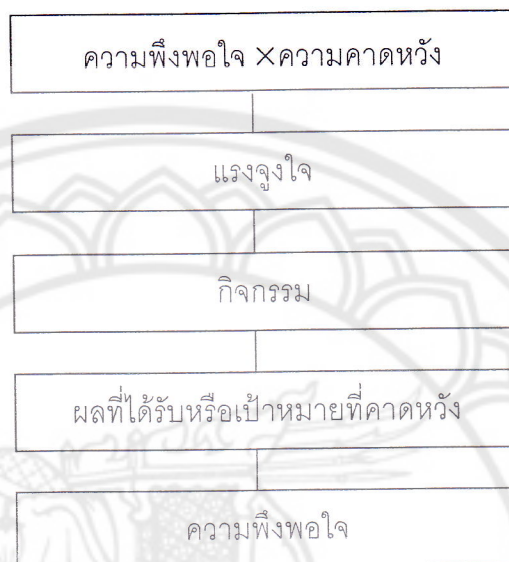 ความพึงพอใจ ×ความคาดหวัง
แรงจูงใจ
กิจกรรม
ผลที่ได้รับหรือเป้าหมายที่คาดหวัง
ความพึงพอใจ